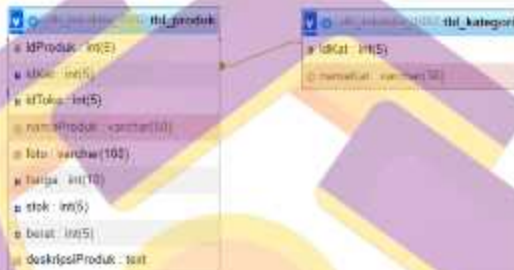 tbl_produk
idProduk : int(5)
idKat : int(5)
idToko : int(5)
namaProduk : varchar(50)
foto : varchar(100)
harga : int(10)
stok : int(5)
berat : int(5)
deskripsiProduk : text
tbl_kategori
idKat : int(5)
namaKat : varchar(50)